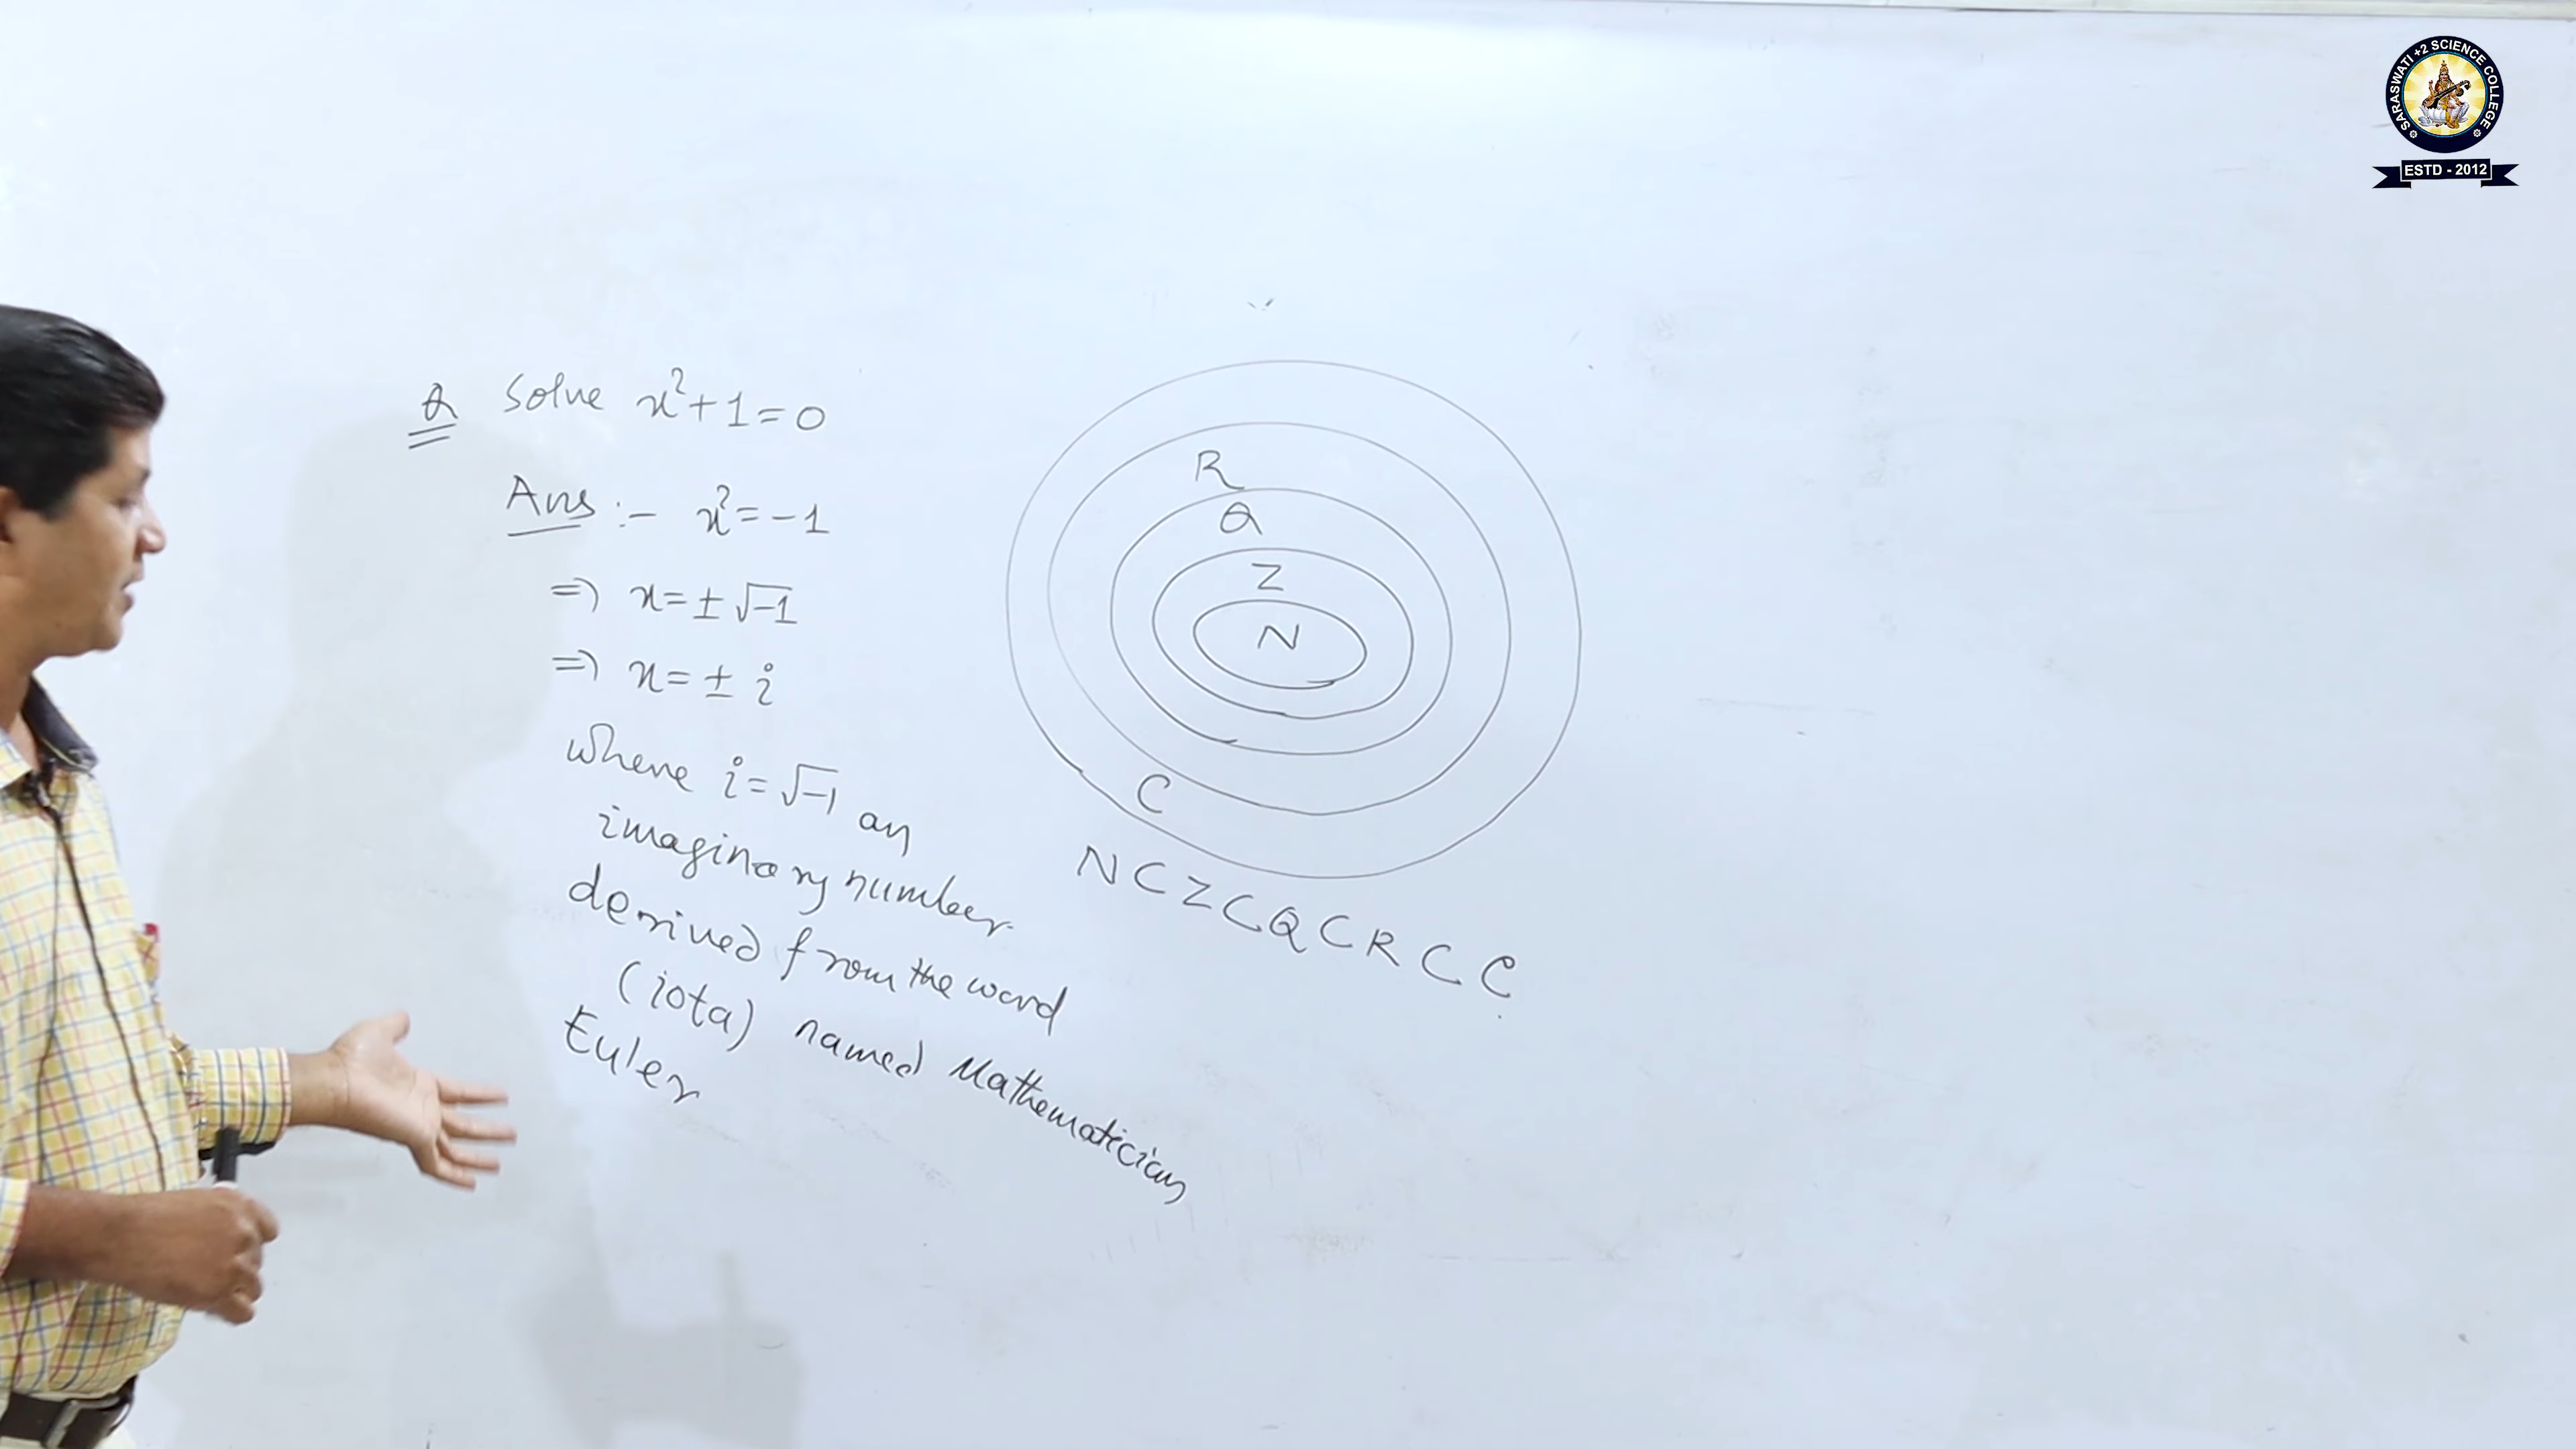 SARASWATI +2 SCIENCE COLLEGE
ESTD - 2012
Q Solve x²+1=0
Ans :- x²=-1
=> x=±√-1
=> x=± i
where i=√-1 an
imaginary number
derived from the word
(iota) named Mathematician
Euler
R
Q
Z
N
C
N ⊂ Z ⊂ Q ⊂ R ⊂ C